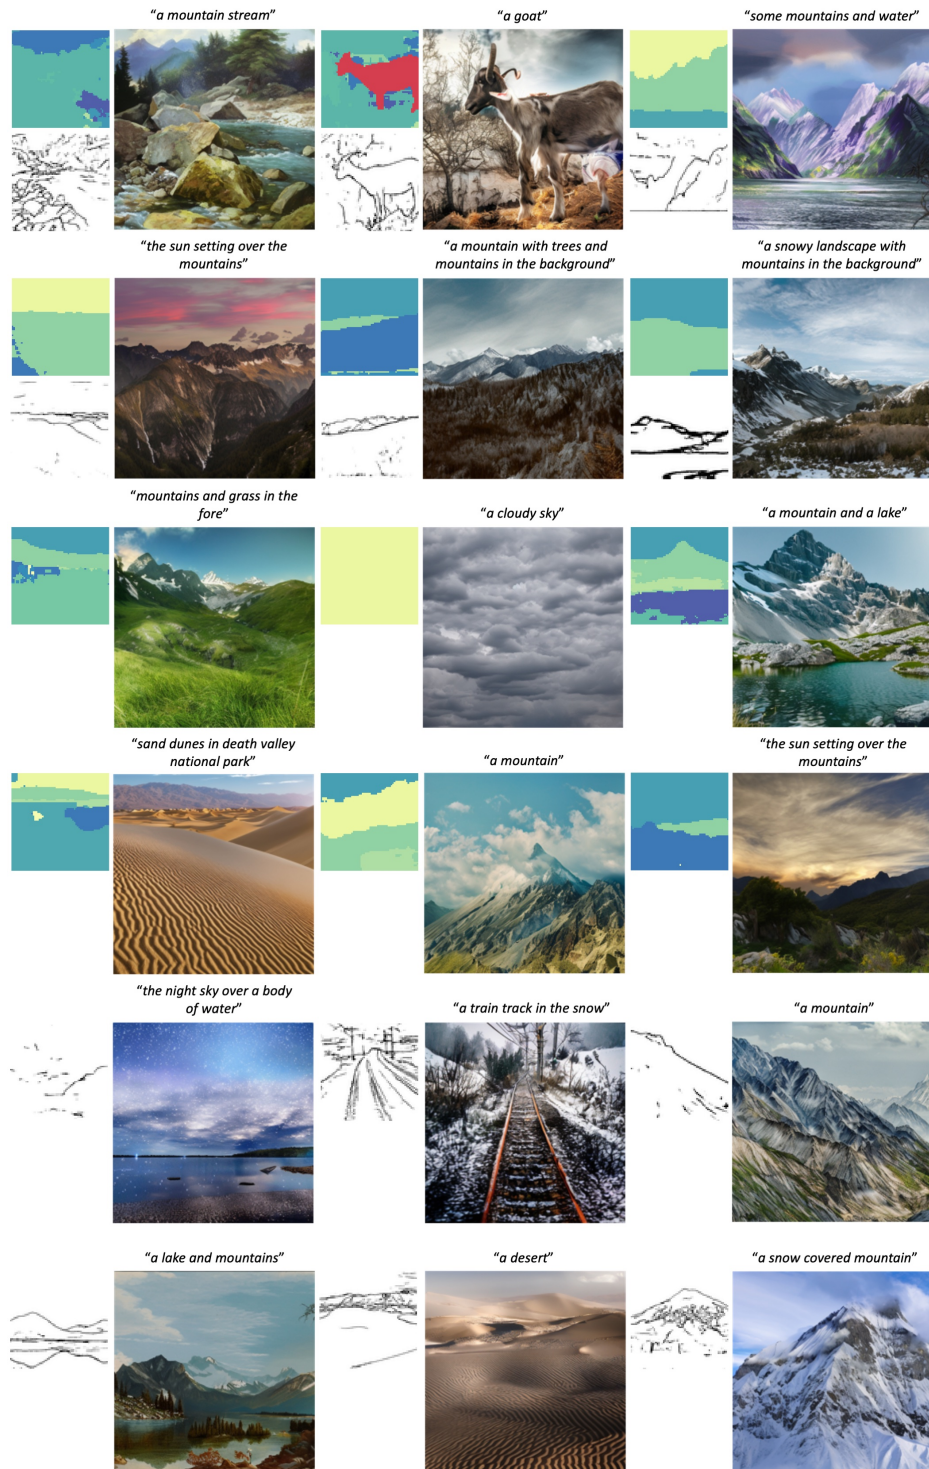 "a mountain stream"
"a goat"
"some mountains and water"
"the sun setting over the
mountains"
"a mountain with trees and
mountains in the background"
"a snowy landscape with
mountains in the background"
"mountains and grass in the
fore"
"a cloudy sky"
"a mountain and a lake"
"sand dunes in death valley
national park"
"a mountain"
"the sun setting over the
mountains"
"the night sky over a body
of water"
"a train track in the snow"
"a mountain"
"a lake and mountains"
"a desert"
"a snow covered mountain"